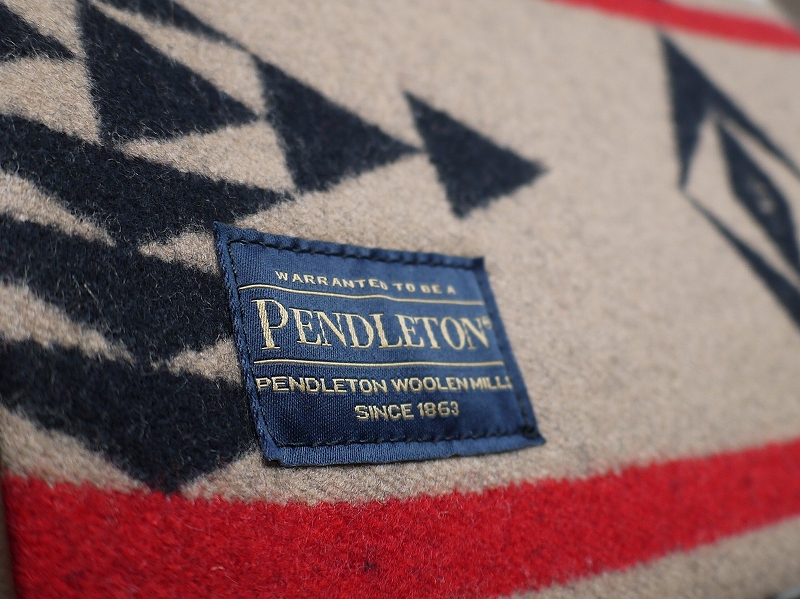 WARRANTED TO BE A
PENDLETON®
PENDLETON WOOLEN MILLS
SINCE 1863